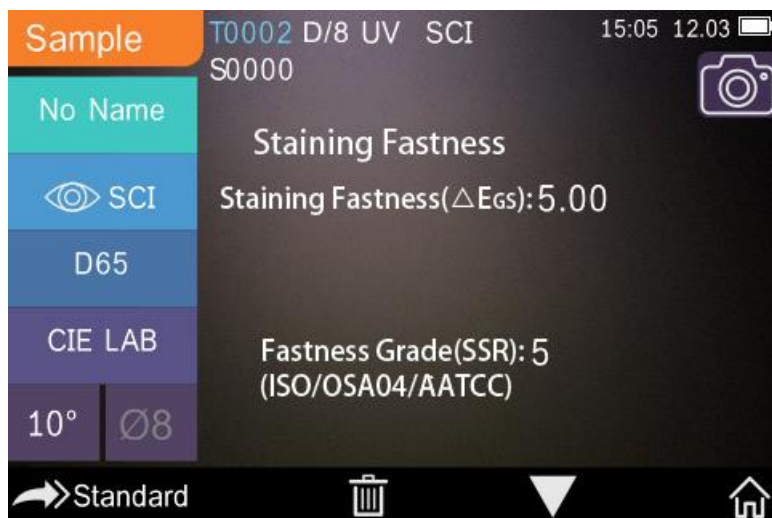 Sample
T0002 D/8 UV SCI
15:05 12.03
S0000
No Name
SCI
D65
CIE LAB
10° Ø8
Staining Fastness
Staining Fastness(△EGS):5.00
Fastness Grade(SSR): 5
(ISO/OSA04/AATCC)
Standard